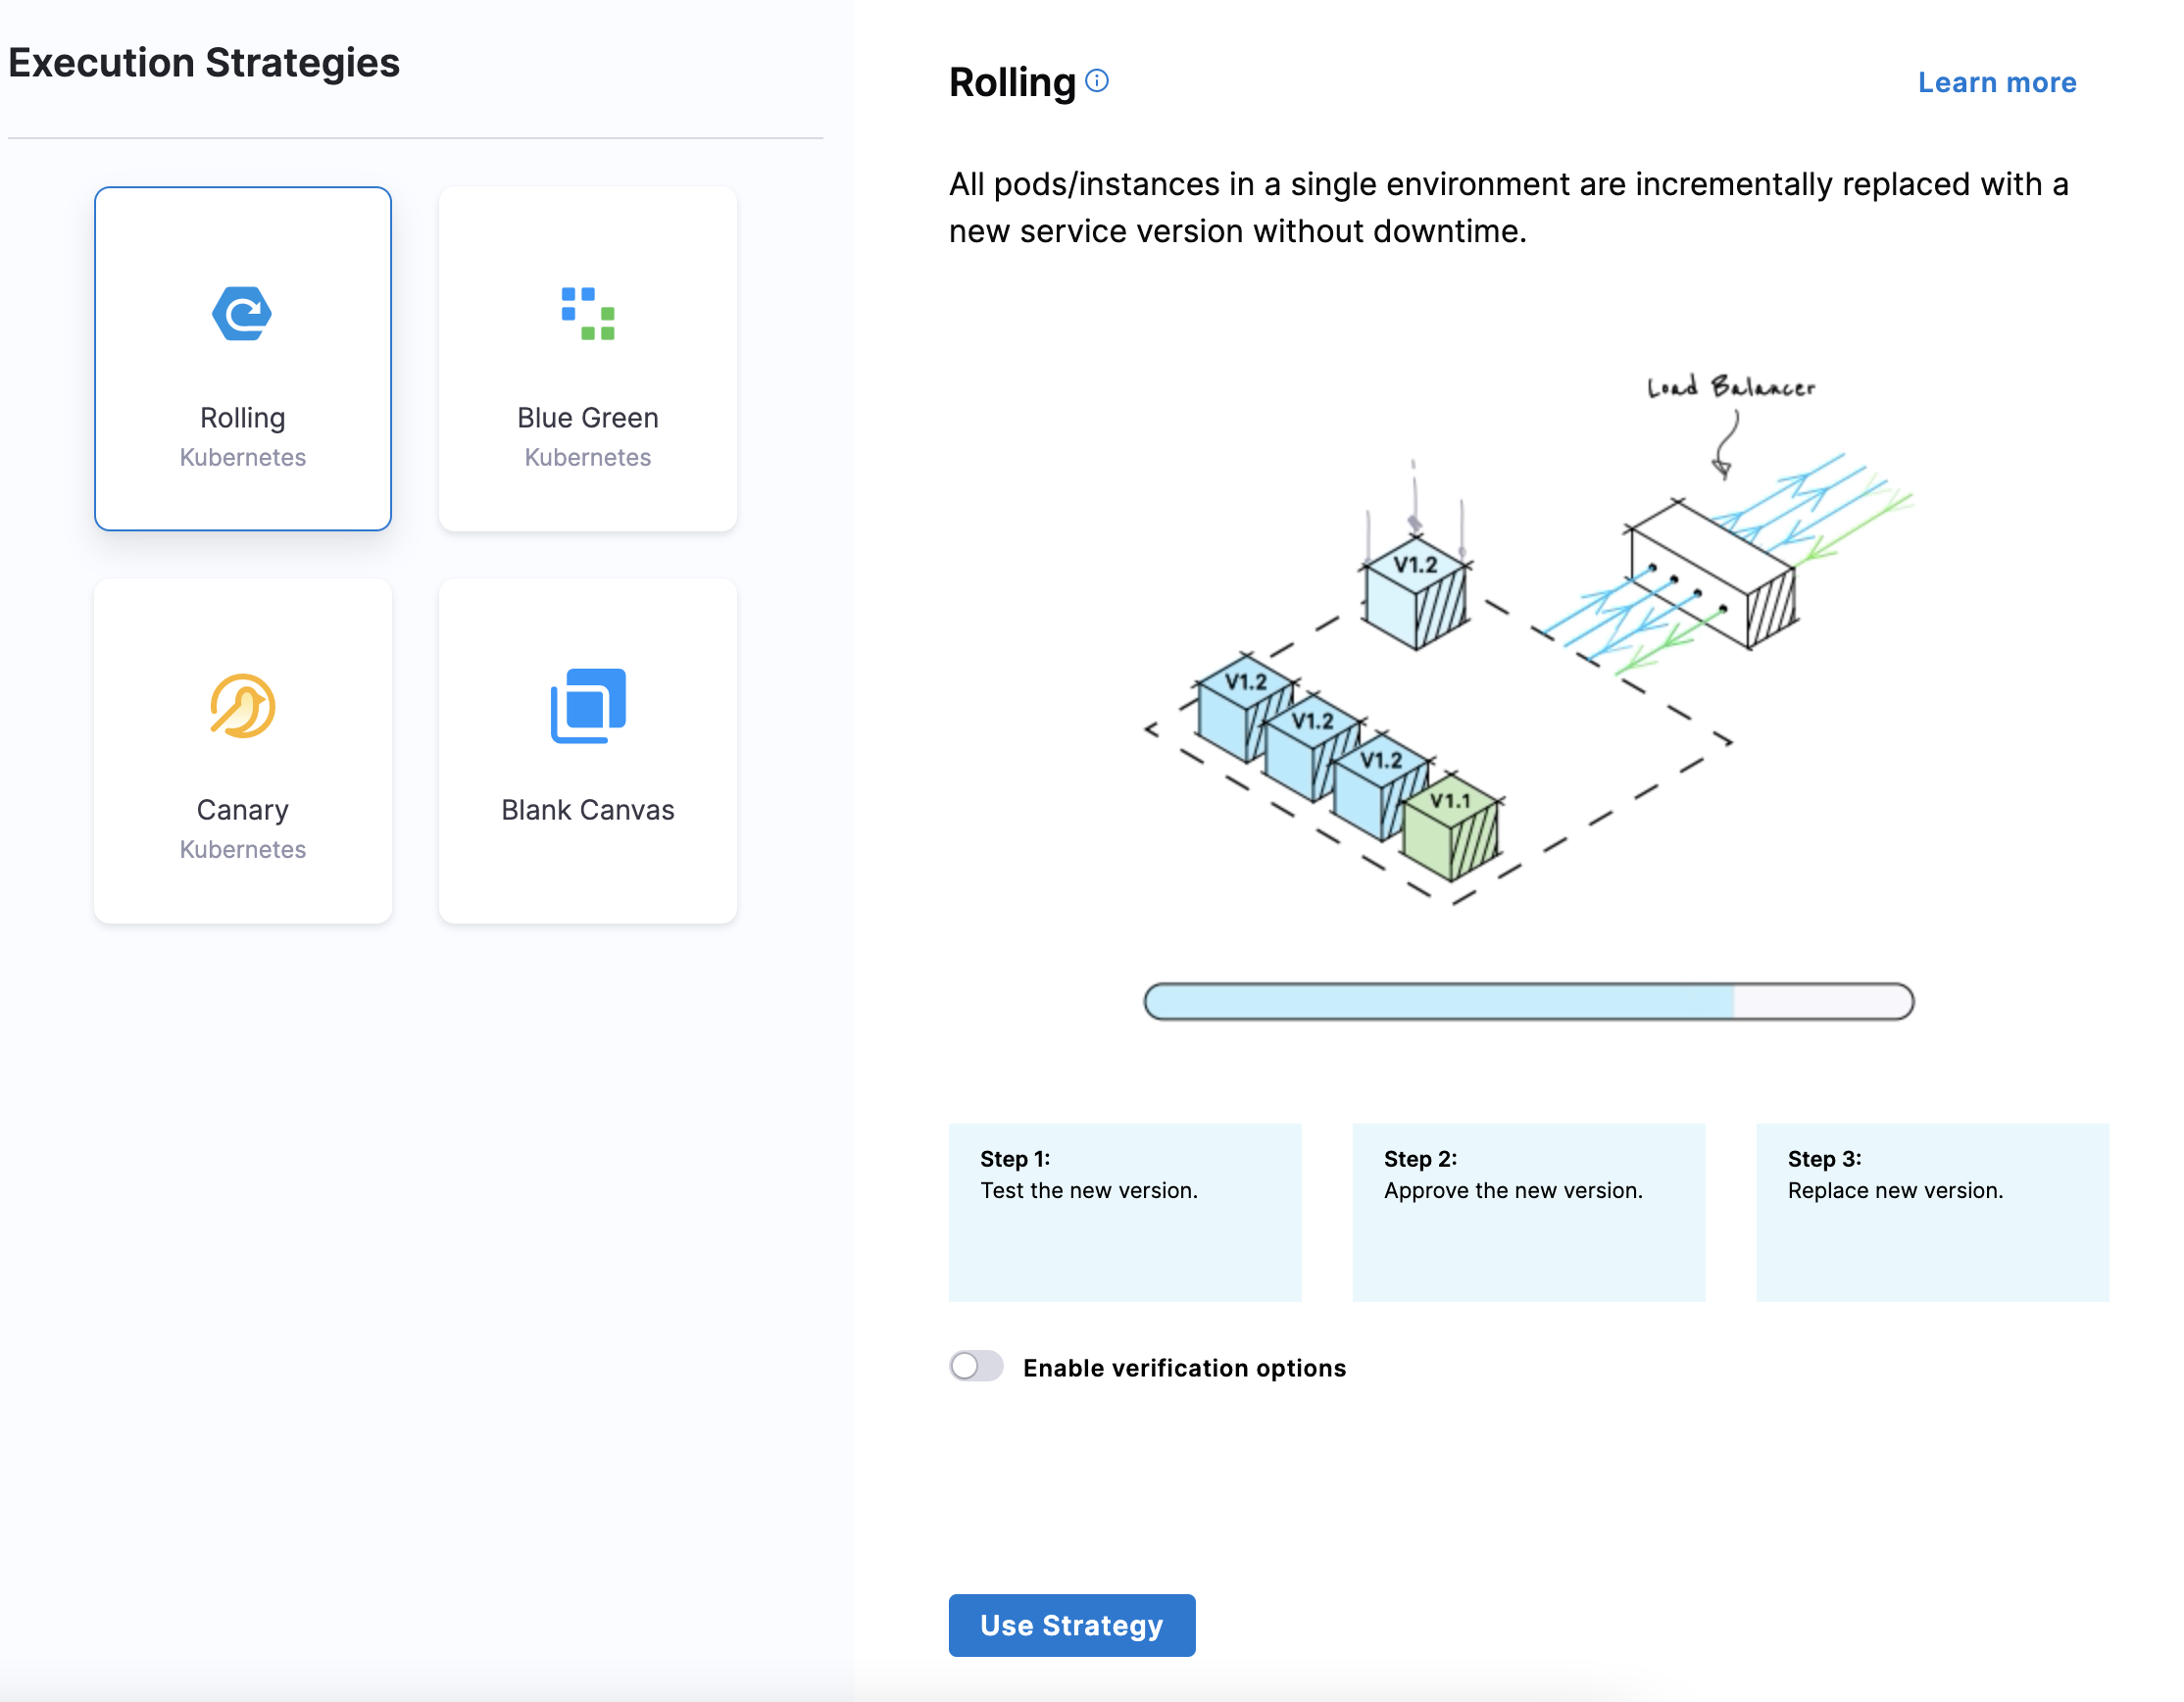 Execution Strategies
Rolling
Kubernetes
Blue Green
Kubernetes
Canary
Kubernetes
Blank Canvas
Rolling
Learn more
All pods/instances in a single environment are incrementally replaced with a
new service version without downtime.
Load Balancer
V1.2
V1.2
V1.2
V1.2
V1.1
Step 1:
Test the new version.
Step 2:
Approve the new version.
Step 3:
Replace new version.
Enable verification options
Use Strategy